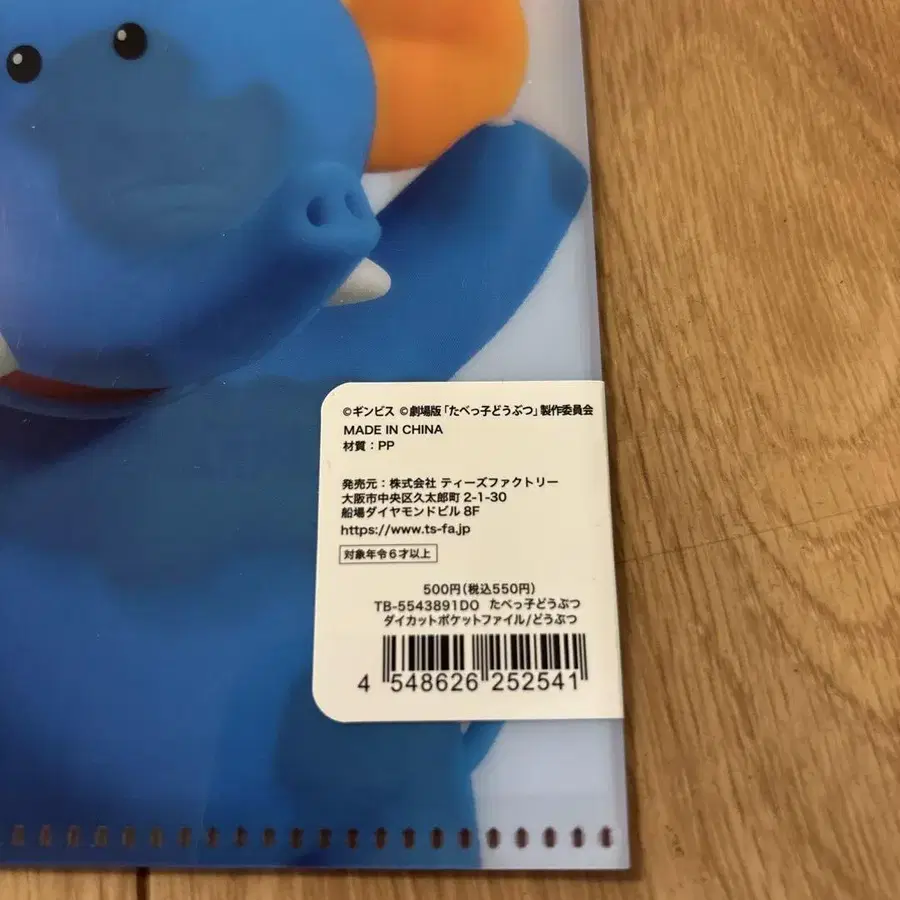 ©ギンビス ©劇場版「たべっ子どうぶつ」製作委員会
MADE IN CHINA
材質：PP
発売元：株式会社 ティーズファクトリー
大阪市中央区久太郎町 2-1-30
船場ダイヤモンドビル 8F
https://www.ts-fa.jp
対象年令6才以上
500円(税込550円)
TB-5543891DO たべっ子どうぶつ
ダイカットポケットファイル/どうぶつ
4 548626 252541